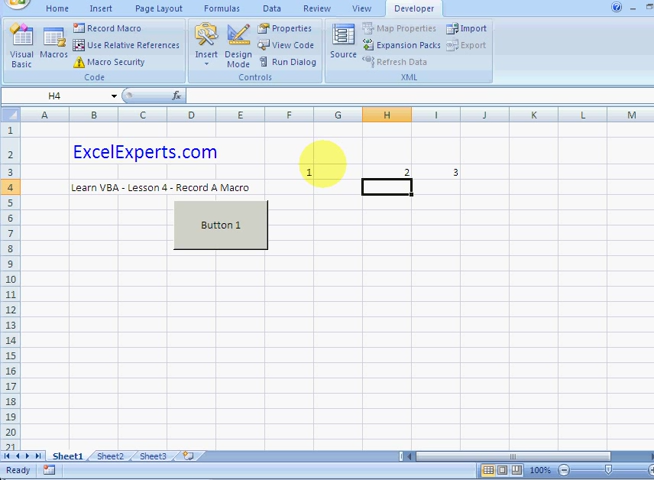 Home Insert Page Layout Formulas Data Review View Developer
Visual Basic
Macros
Record Macro
Use Relative References
Macro Security
Code
Insert
Design Mode
Properties
View Code
Run Dialog
Controls
Source
Map Properties
Expansion Packs
Refresh Data
Import
Export
XML
H4
fx
A B C D E F G H I J K L M
1
2 ExcelExperts.com
3 1 2 3
4 Learn VBA - Lesson 4 - Record A Macro
5
6
Button 1
7
8
9
10
11
12
13
14
15
16
17
18
19
20
21
Sheet1 Sheet2 Sheet3
Ready 100%